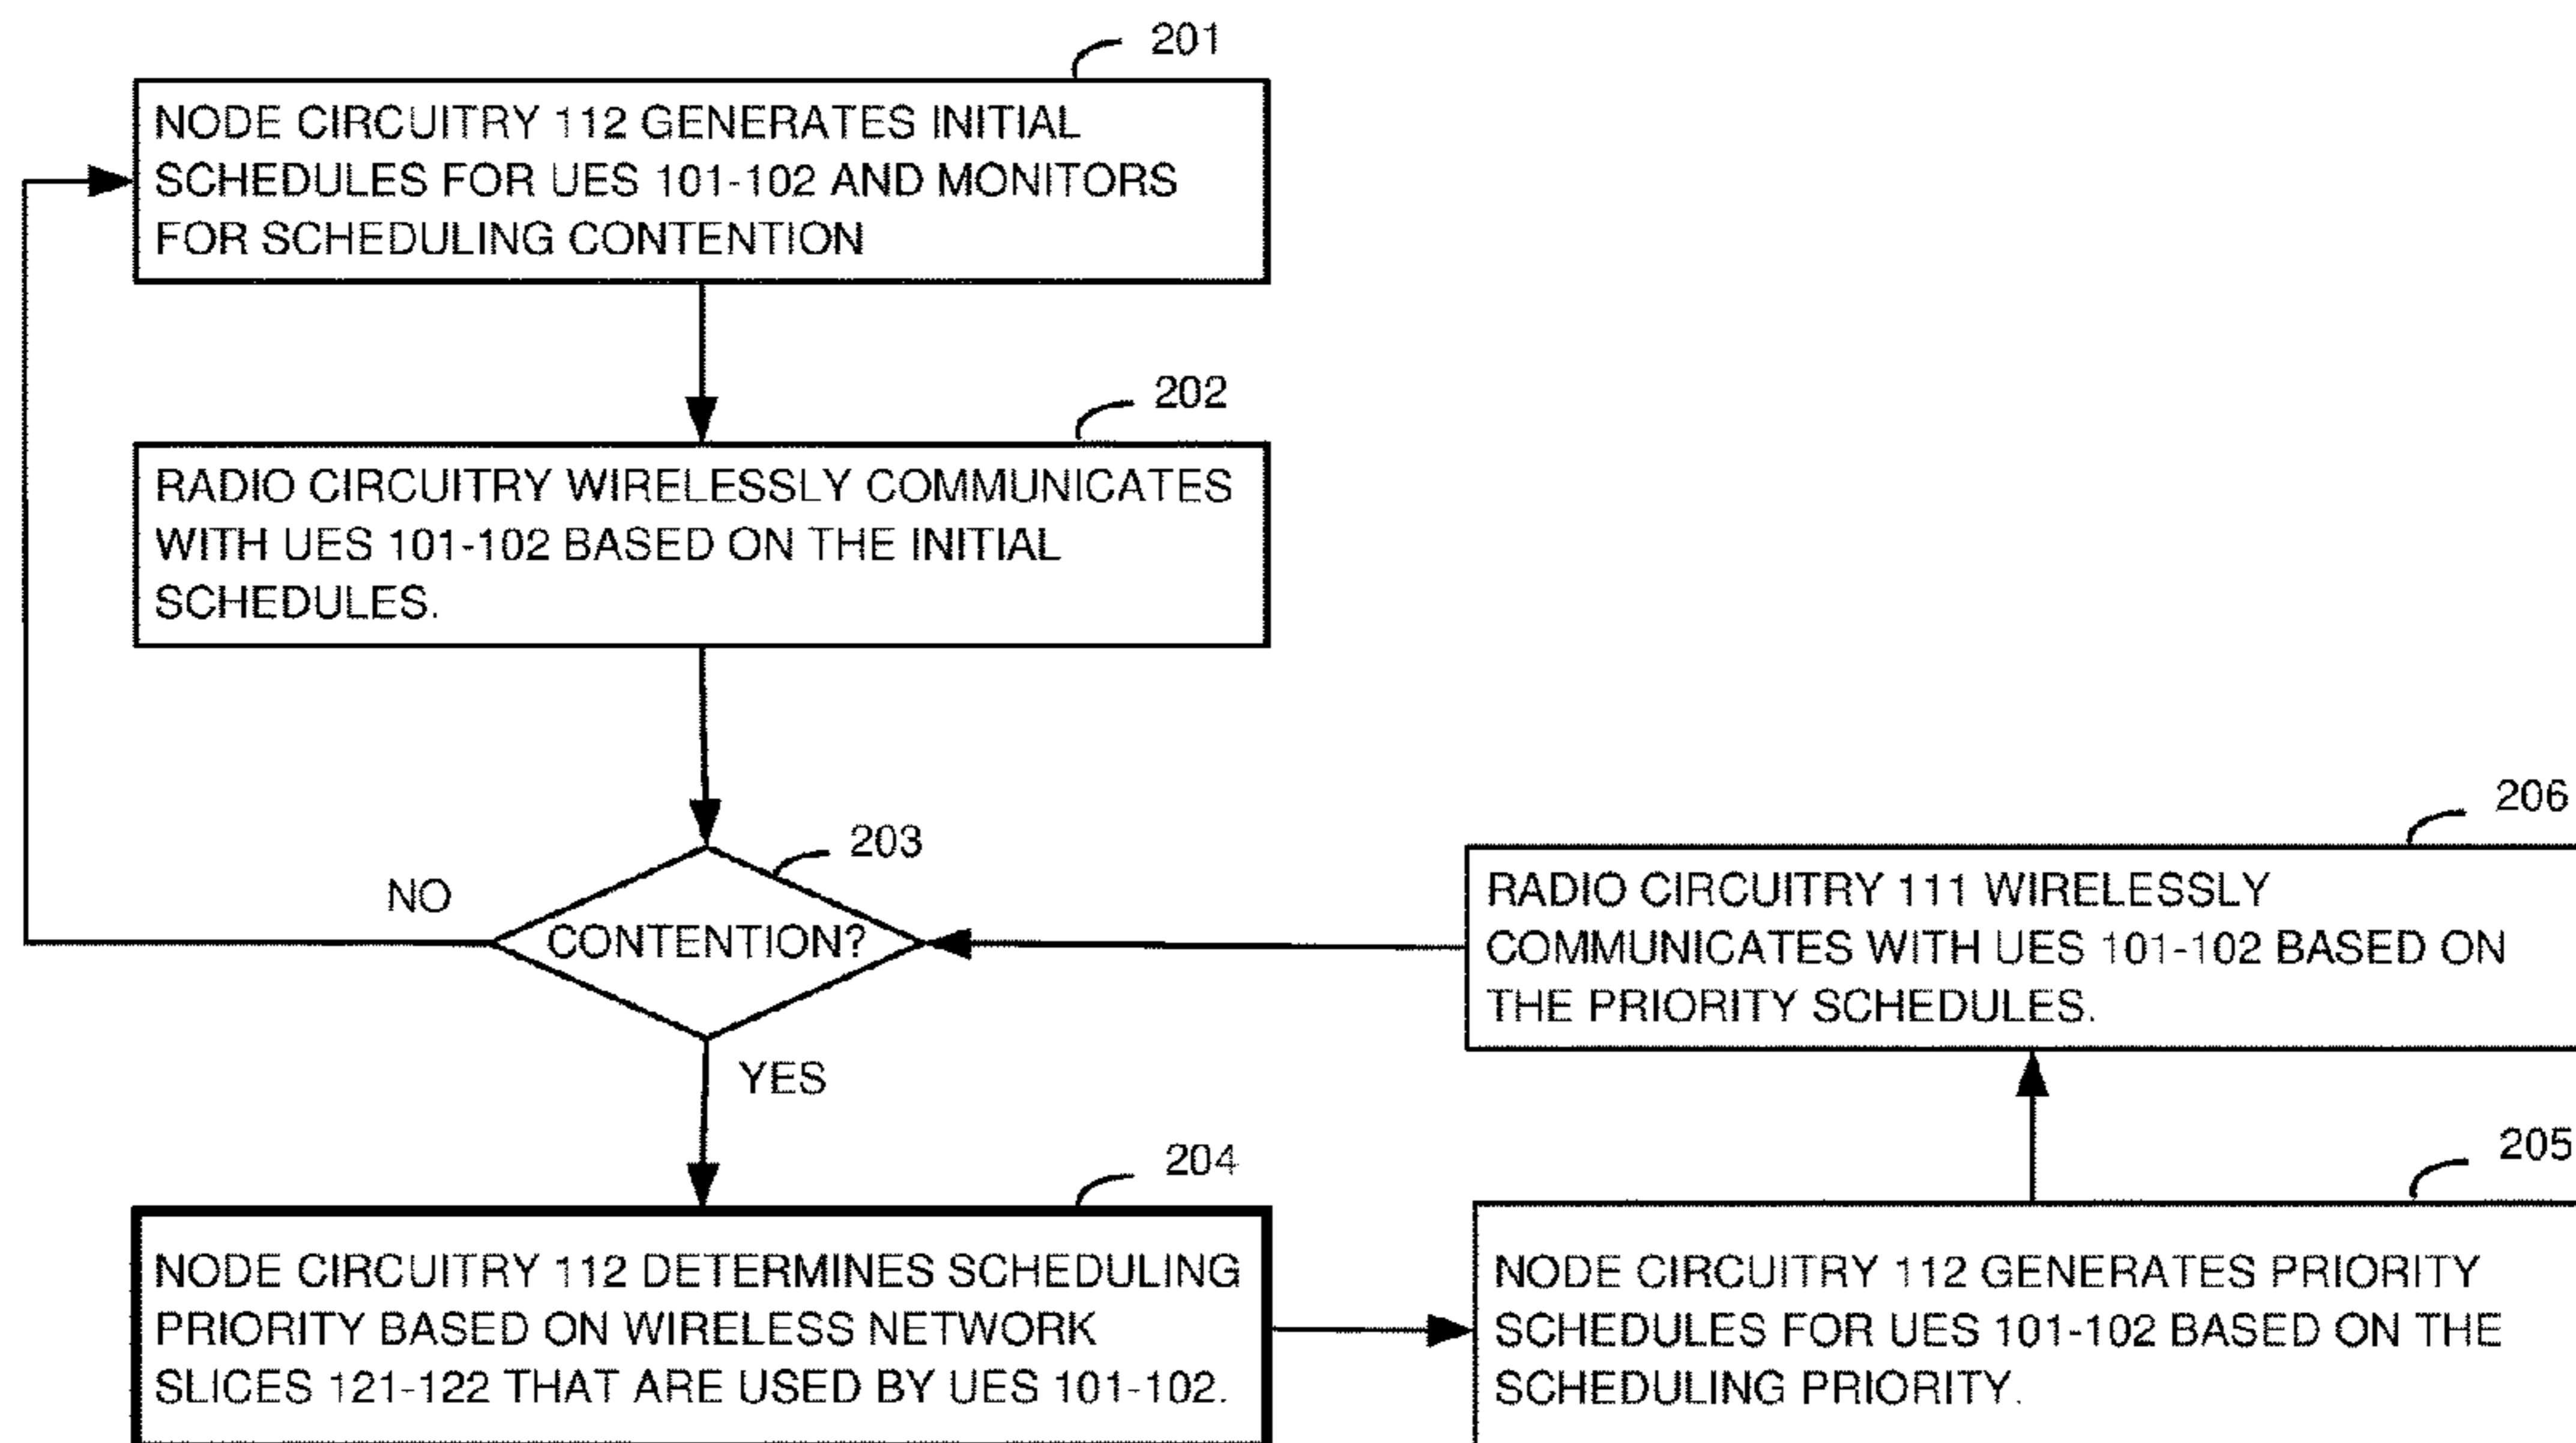 201
NODE CIRCUITRY 112 GENERATES INITIAL
SCHEDULES FOR UES 101-102 AND MONITORS
FOR SCHEDULING CONTENTION
202
RADIO CIRCUITRY WIRELESSLY COMMUNICATES
WITH UES 101-102 BASED ON THE INITIAL
SCHEDULES.
203
NO
CONTENTION?
YES
204
NODE CIRCUITRY 112 DETERMINES SCHEDULING
PRIORITY BASED ON WIRELESS NETWORK
SLICES 121-122 THAT ARE USED BY UES 101-102.
205
NODE CIRCUITRY 112 GENERATES PRIORITY
SCHEDULES FOR UES 101-102 BASED ON THE
SCHEDULING PRIORITY.
206
RADIO CIRCUITRY 111 WIRELESSLY
COMMUNICATES WITH UES 101-102 BASED ON
THE PRIORITY SCHEDULES.